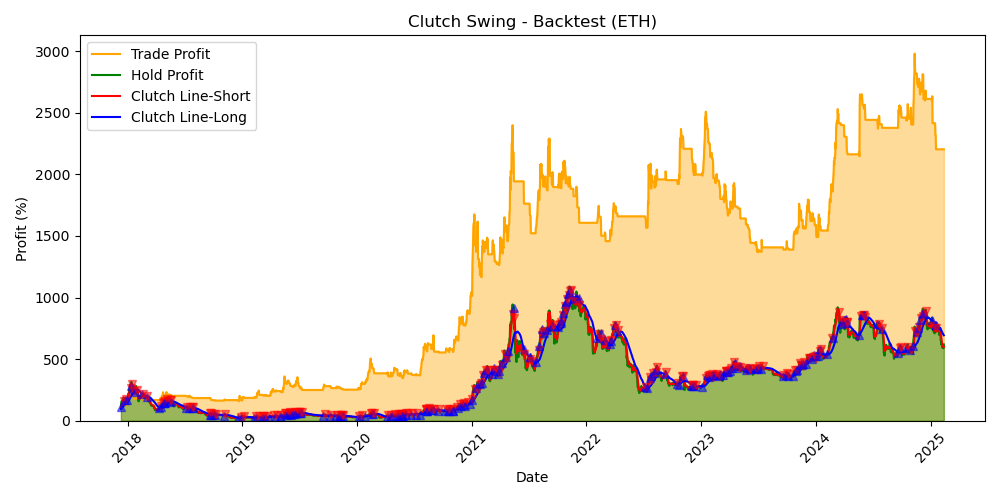 Clutch Swing - Backtest (ETH)
Trade Profit
Hold Profit
Clutch Line-Short
Clutch Line-Long
Profit (%)
3000
2500
2000
1500
1000
500
0
2018
2019
2020
2021
2022
2023
2024
2025
Date